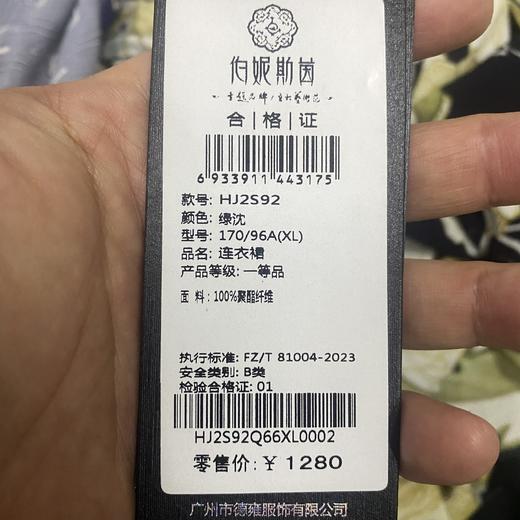 伯妮斯茵
合|格|证
6 933911 443175
款号: HJ2S92
颜色: 绿沈
型号: 170/96A(XL)
品名: 连衣裙
产品等级: 一等品
面 料: 100%聚酯纤维
执行标准: FZ/T 81004-2023
安全类别: B类
检验合格证: 01
HJ2S92Q66XL0002
零售价: ¥ 1280
广州市德雍服饰有限公司